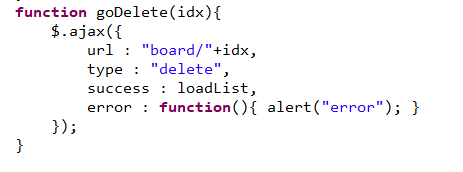 function goDelete(idx){
    $.ajax({
        url : "board/"+idx,
        type : "delete",
        success : loadList,
        error : function(){ alert("error"); }
    });
}